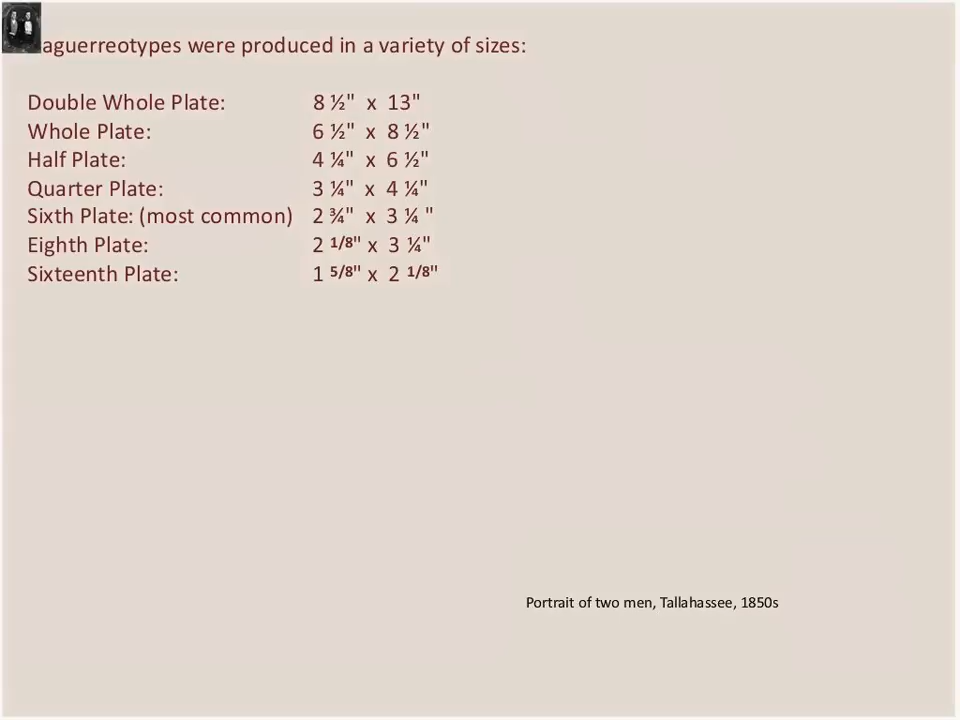 aguerreotypes were produced in a variety of sizes:
Double Whole Plate: 8 ½" x 13"
Whole Plate: 6 ½" x 8 ½"
Half Plate: 4 ¼" x 6 ½"
Quarter Plate: 3 ¼" x 4 ¼"
Sixth Plate: (most common) 2 ¾" x 3 ¼ "
Eighth Plate: 2 1/8" x 3 ¼"
Sixteenth Plate: 1 5/8" x 2 1/8"
Portrait of two men, Tallahassee, 1850s